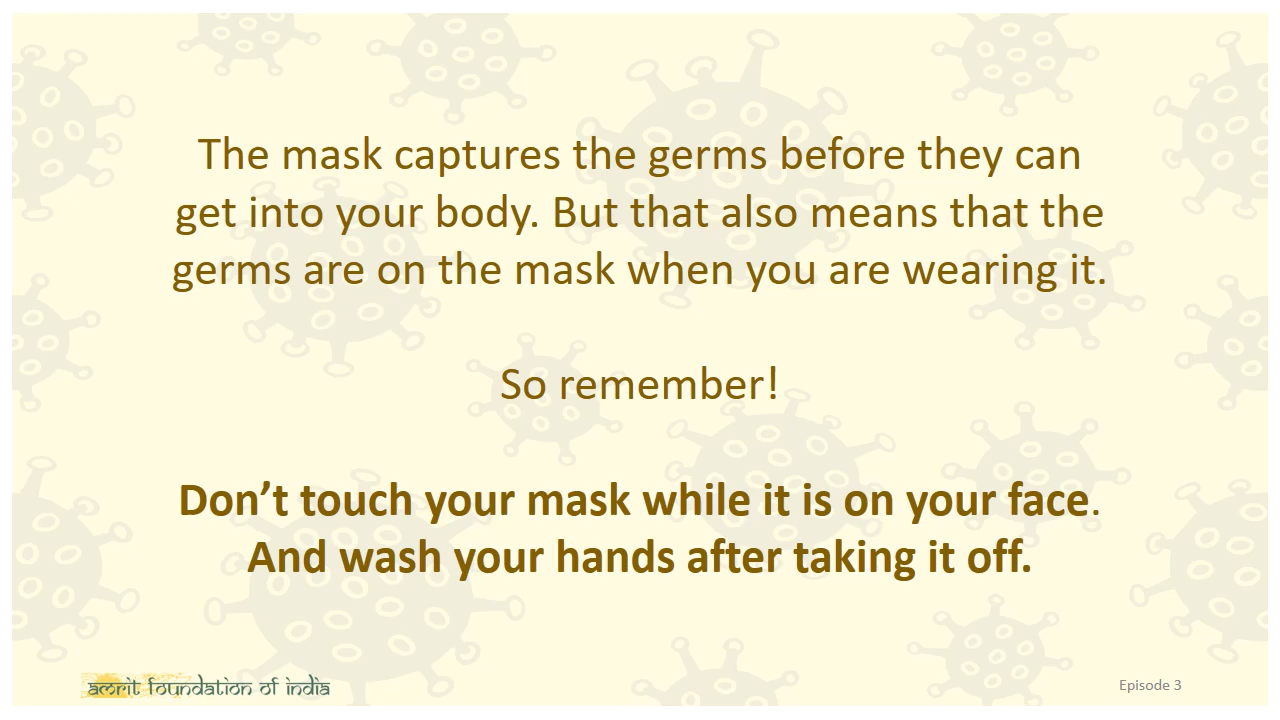 The mask captures the germs before they can
get into your body. But that also means that the
germs are on the mask when you are wearing it.
So remember!
Don’t touch your mask while it is on your face.
And wash your hands after taking it off.
amrit foundation of india
Episode 3